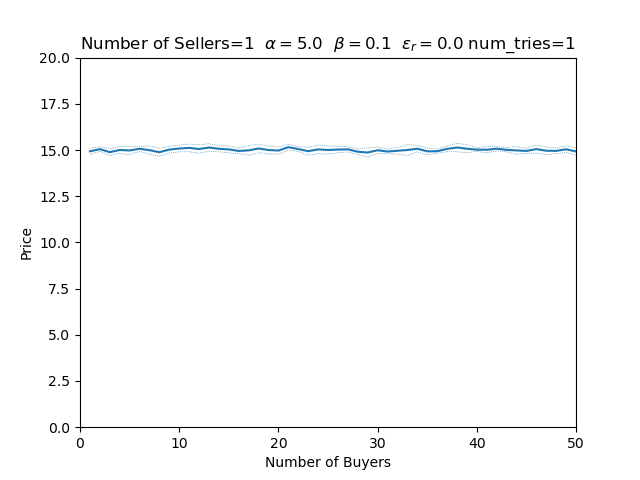 Number of Sellers=1 α = 5.0 β = 0.1 εr = 0.0 num_tries=1
20.0
17.5
15.0
12.5
10.0
7.5
5.0
2.5
0.0
Price
0 10 20 30 40 50
Number of Buyers